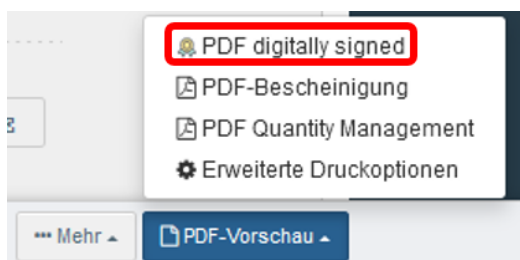 PDF digitally signed
PDF-Bescheinigung
PDF Quantity Management
Erweiterte Druckoptionen
Mehr
PDF-Vorschau